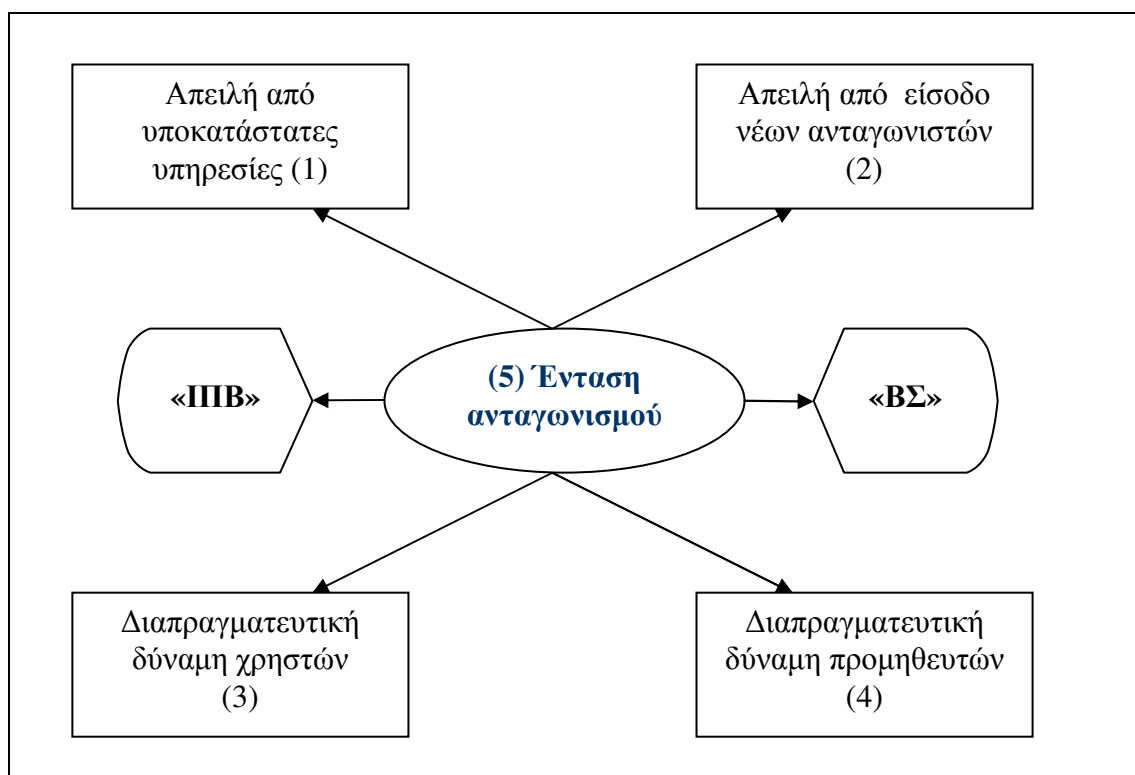 Απειλή από
υποκατάστατες
υπηρεσίες (1)
Απειλή από είσοδο
νέων ανταγωνιστών
(2)
«ΙΠΒ»
(5) Ένταση
ανταγωνισμού
«ΒΣ»
Διαπραγματευτική
δύναμη χρηστών
(3)
Διαπραγματευτική
δύναμη προμηθευτών
(4)